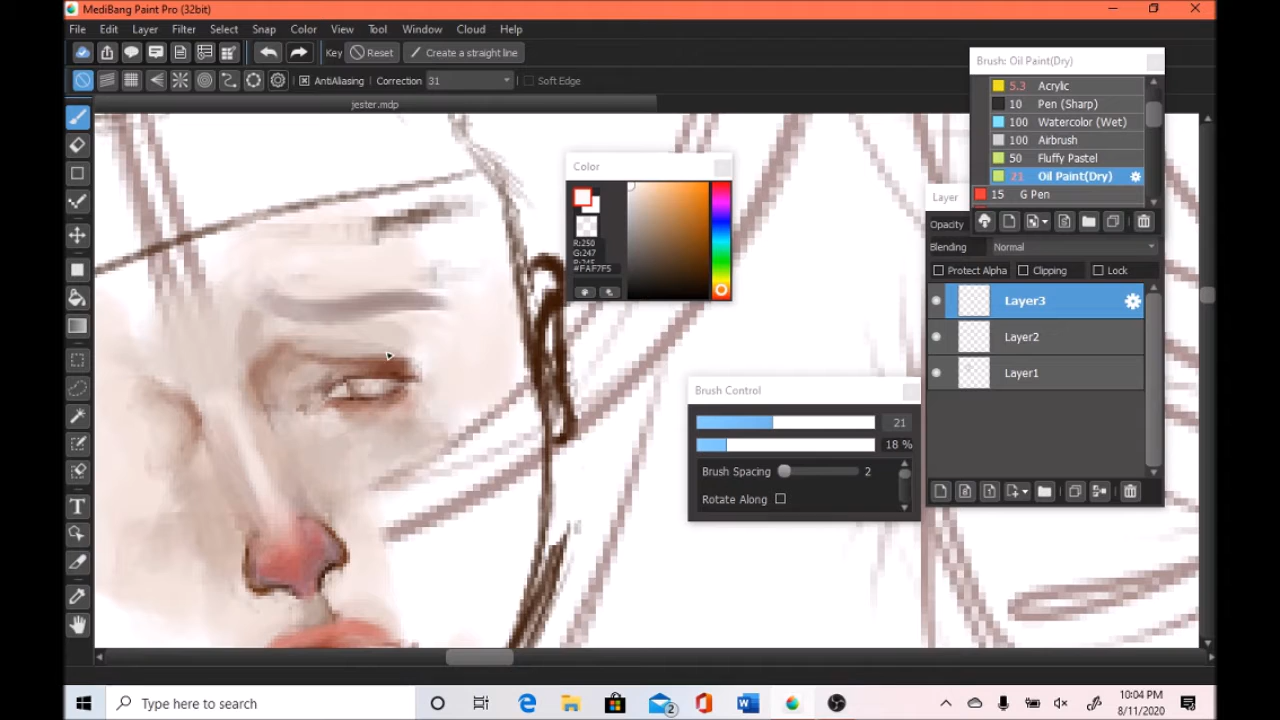 MediBang Paint Pro (32bit)
File Edit Layer Filter Select Snap Color View Tool Window Cloud Help
Key Reset Create a straight line
AntiAliasing Correction 31 Soft Edge
jester.mdp
Brush: Oil Paint(Dry)
5.3 Acrylic
10 Pen (Sharp)
100 Watercolor (Wet)
100 Airbrush
50 Fluffy Pastel
21 Oil Paint(Dry)
15 G Pen
Color
R:250
G:247
#FAF7F5
Layer
Opacity
Blending Normal
Protect Alpha Clipping Lock
Layer3
Layer2
Layer1
Brush Control
21
18 %
Brush Spacing 2
Rotate Along
T
Type here to search
2
10:04 PM
8/11/2020